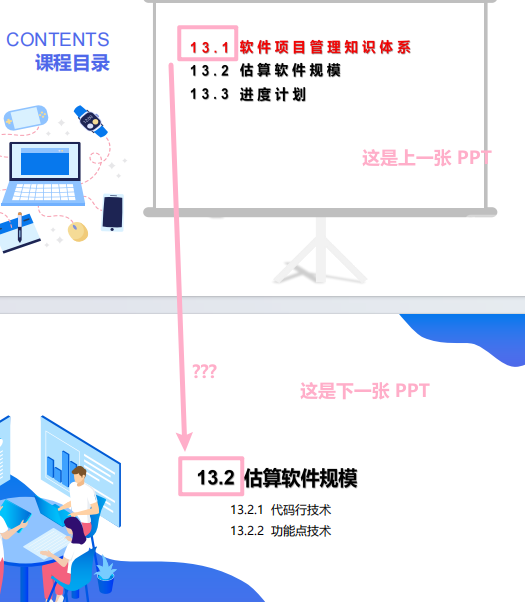 CONTENTS
课程目录
13.1 软件项目管理知识体系
13.2 估算软件规模
13.3 进度计划
这是上一张 PPT
???
这是下一张 PPT
13.2 估算软件规模
13.2.1 代码行技术
13.2.2 功能点技术